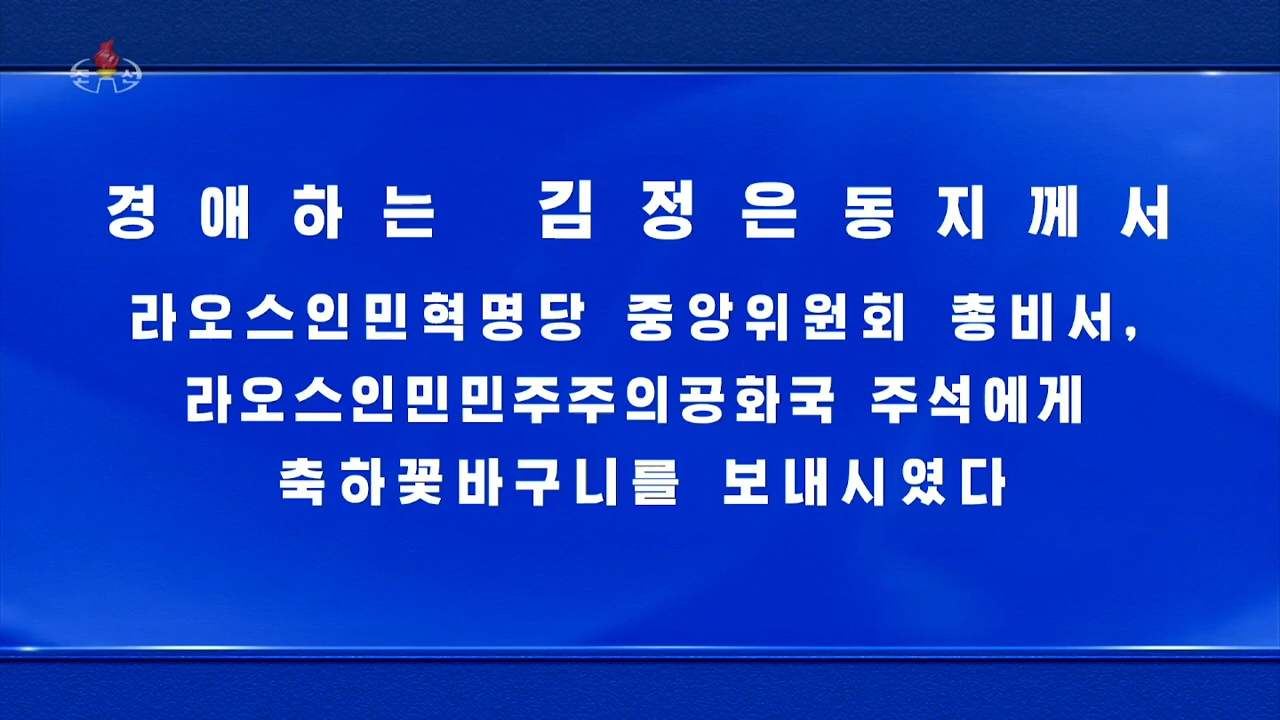 조선
경애하는 김정은동지께서
라오스인민혁명당 중앙위원회 총비서,
라오스인민민주주의공화국 주석에게
축하꽃바구니를 보내시였다